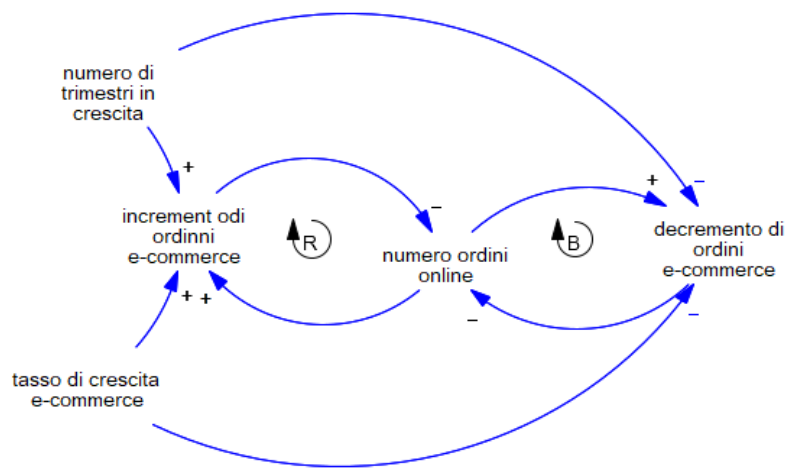 numero di
trimestri in
crescita
+
–
increment odi
ordinni
e-commerce
R
–
numero ordini
online
B
+
–
decremento di
ordini
e-commerce
+ +
–
–
tasso di crescita
e-commerce